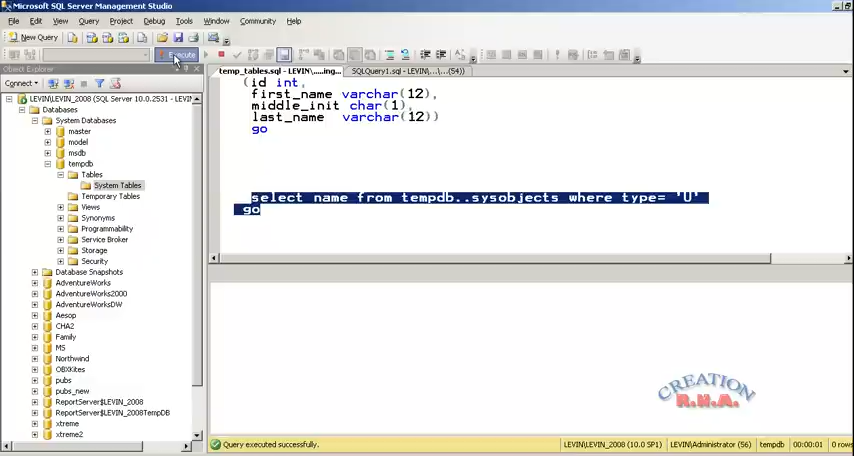 Microsoft SQL Server Management Studio
File Edit View Query Project Debug Tools Window Community Help
New Query
Execute
Object Explorer
temp_tables.sql - LEVIN\.....ing...
SQLQuery1.sql - LEVIN\...\(54))
Connect
LEVIN\LEVIN_2008 (SQL Server 10.0.2531 - LEVIN
Databases
System Databases
master
model
msdb
tempdb
Tables
System Tables
Temporary Tables
Views
Synonyms
Programmability
Service Broker
Storage
Security
Database Snapshots
AdventureWorks
AdventureWorks2000
AdventureWorksDW
Aesop
CHA2
Family
MS
Northwind
OBXKites
pubs
pubs_new
ReportServer$LEVIN_2008
ReportServer$LEVIN_2008TempDB
xtreme
xtreme2
(id int,
first_name varchar(12),
middle_init char(1),
last_name varchar(12))
go
select name from tempdb..sysobjects where type= 'U'
go
CREATION
R.H.A.
Query executed successfully.
LEVIN\LEVIN_2008 (10.0 SP1)
LEVIN\Administrator (56)
tempdb
00:00:01
0 rows